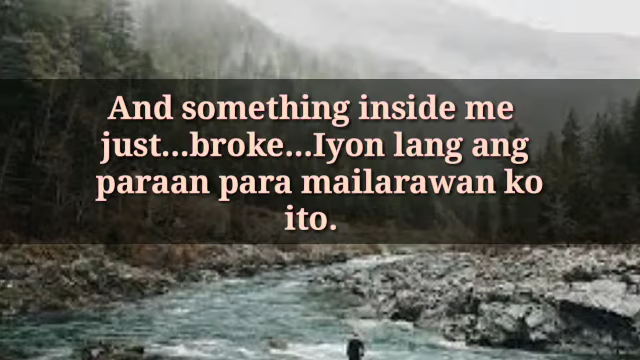 And something inside me
just...broke...Iyon lang ang
paraan para mailarawan ko
ito.